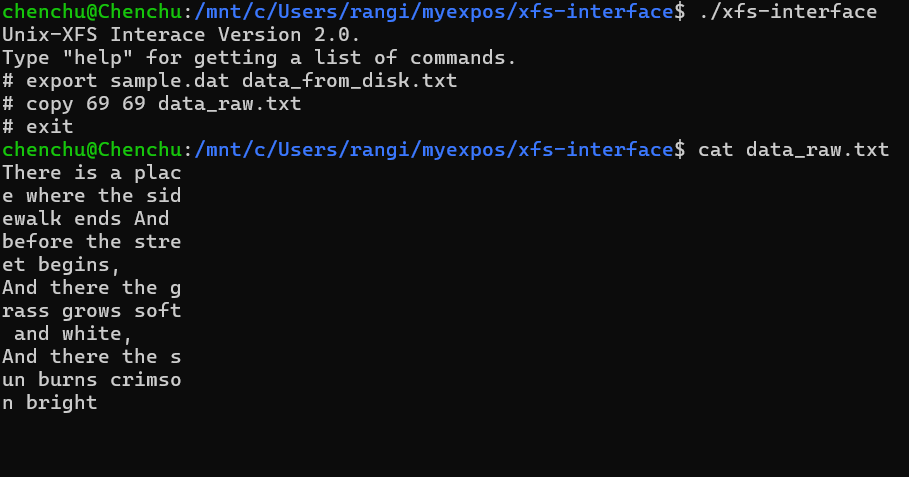 chenchu@Chenchu:/mnt/c/Users/rangi/myexpos/xfs-interface$ ./xfs-interface
Unix-XFS Interace Version 2.0.
Type "help" for getting a list of commands.
# export sample.dat data_from_disk.txt
# copy 69 69 data_raw.txt
# exit
chenchu@Chenchu:/mnt/c/Users/rangi/myexpos/xfs-interface$ cat data_raw.txt
There is a plac
e where the sid
ewalk ends And
before the stre
et begins,
And there the g
rass grows soft
 and white,
And there the s
un burns crimso
n bright